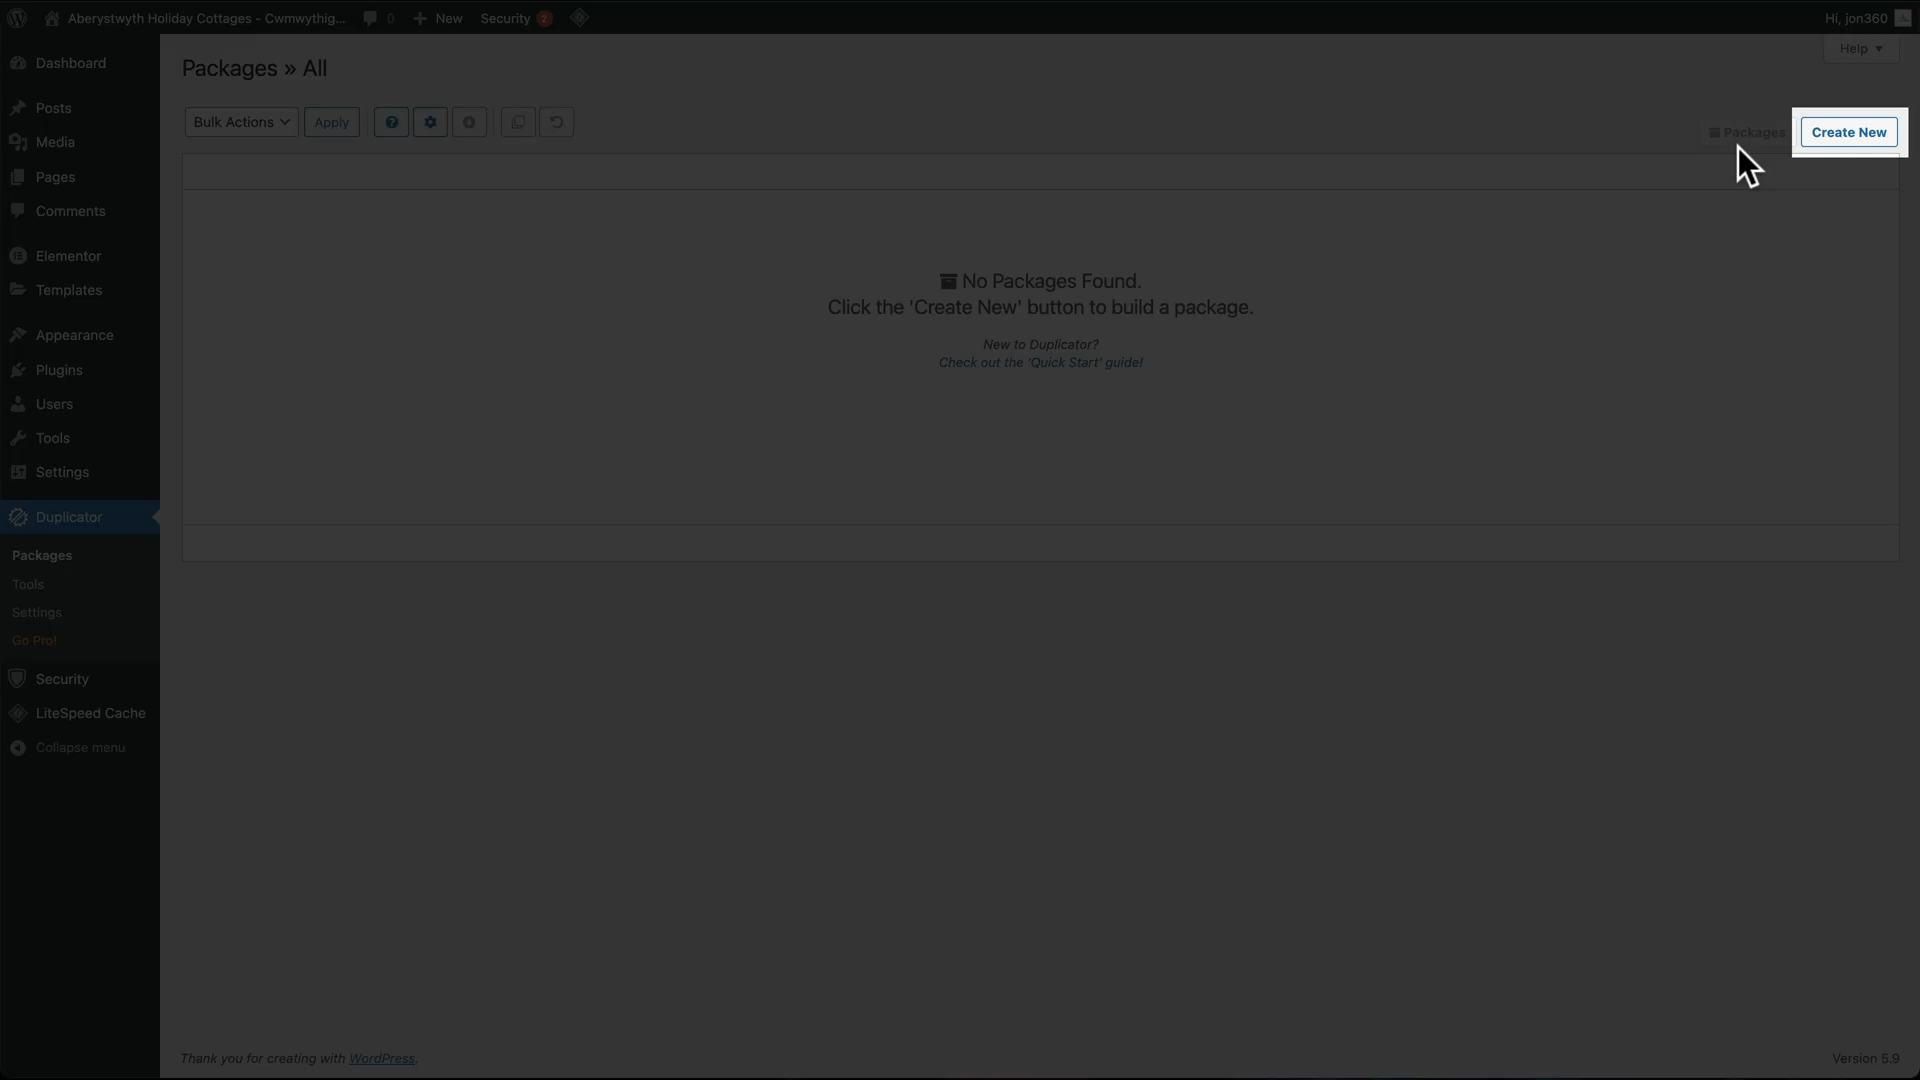 Aberystwyth Holiday Cottages - Cwmwythig...
0
New
Security 2
Hi, jon360
Help
Dashboard
Posts
Media
Pages
Comments
Elementor
Templates
Appearance
Plugins
Users
Tools
Settings
Duplicator
Packages
Tools
Settings
Go Pro!
Security
LiteSpeed Cache
Collapse menu
Packages » All
Bulk Actions
Apply
Packages
Create New
No Packages Found.
Click the 'Create New' button to build a package.
New to Duplicator?
Check out the 'Quick Start' guide!
Thank you for creating with WordPress.
Version 5.9